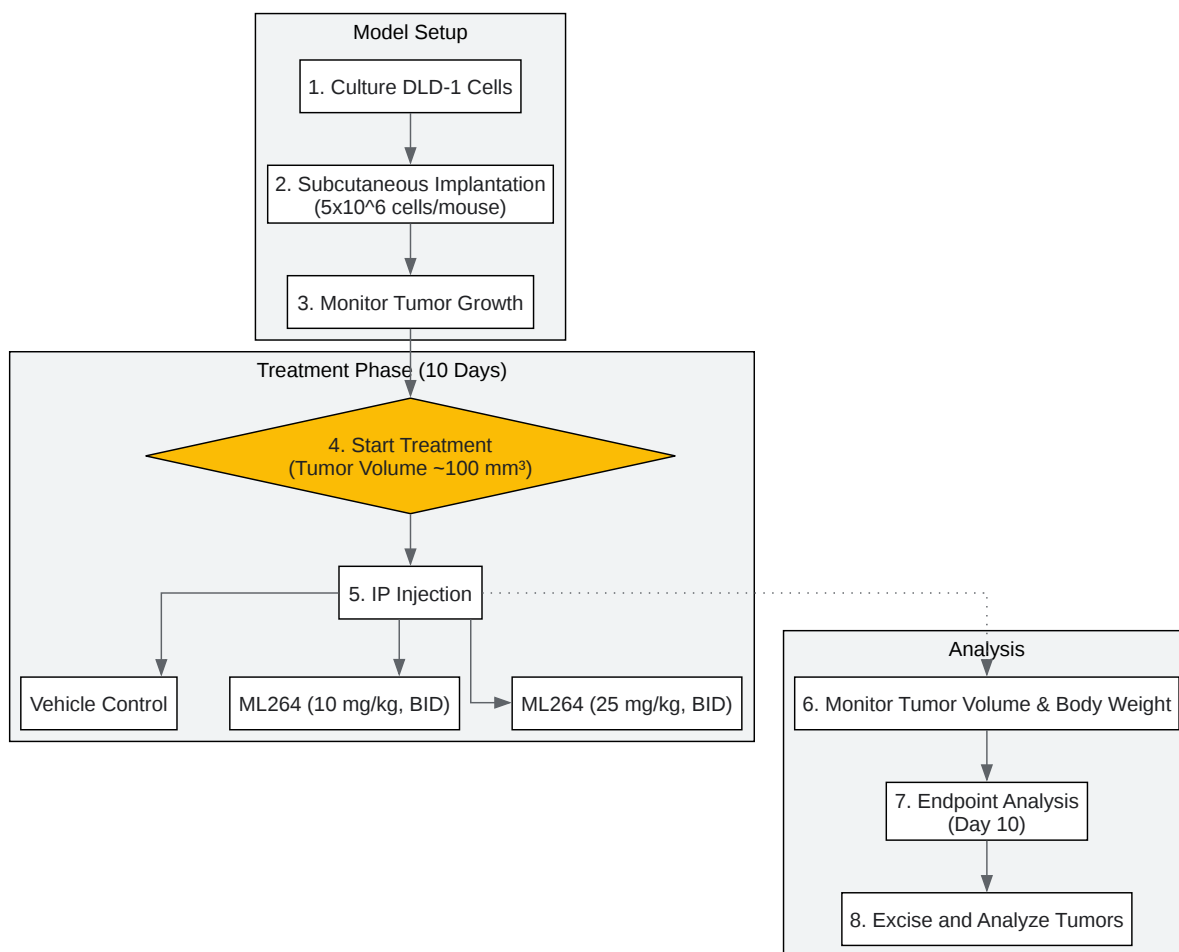 Model Setup
1. Culture DLD-1 Cells
2. Subcutaneous Implantation
(5x10^6 cells/mouse)
3. Monitor Tumor Growth
Treatment Phase (10 Days)
4. Start Treatment
(Tumor Volume ~100 mm³)
5. IP Injection
Vehicle Control
ML264 (10 mg/kg, BID)
ML264 (25 mg/kg, BID)
Analysis
6. Monitor Tumor Volume & Body Weight
7. Endpoint Analysis
(Day 10)
8. Excise and Analyze Tumors